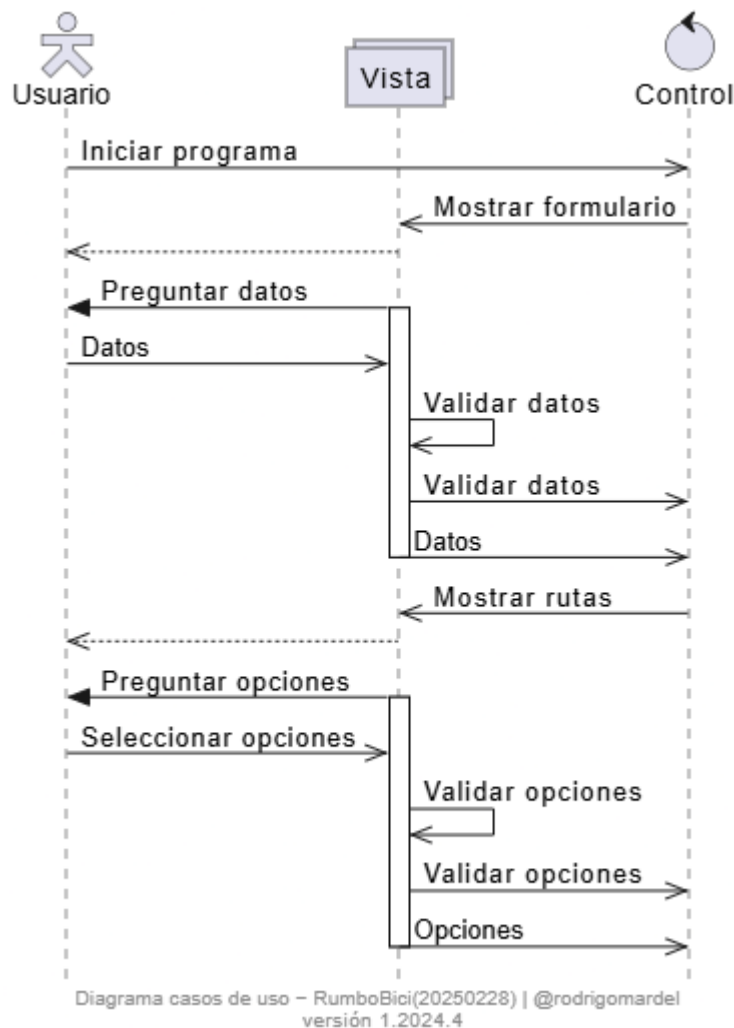 Usuario
Vista
Control
Iniciar programa
Mostrar formulario
Preguntar datos
Datos
Validar datos
Validar datos
Datos
Mostrar rutas
Preguntar opciones
Seleccionar opciones
Validar opciones
Validar opciones
Opciones
Diagrama casos de uso – RumboBici(20250228) | @rodrigomardel
versión 1.2024.4